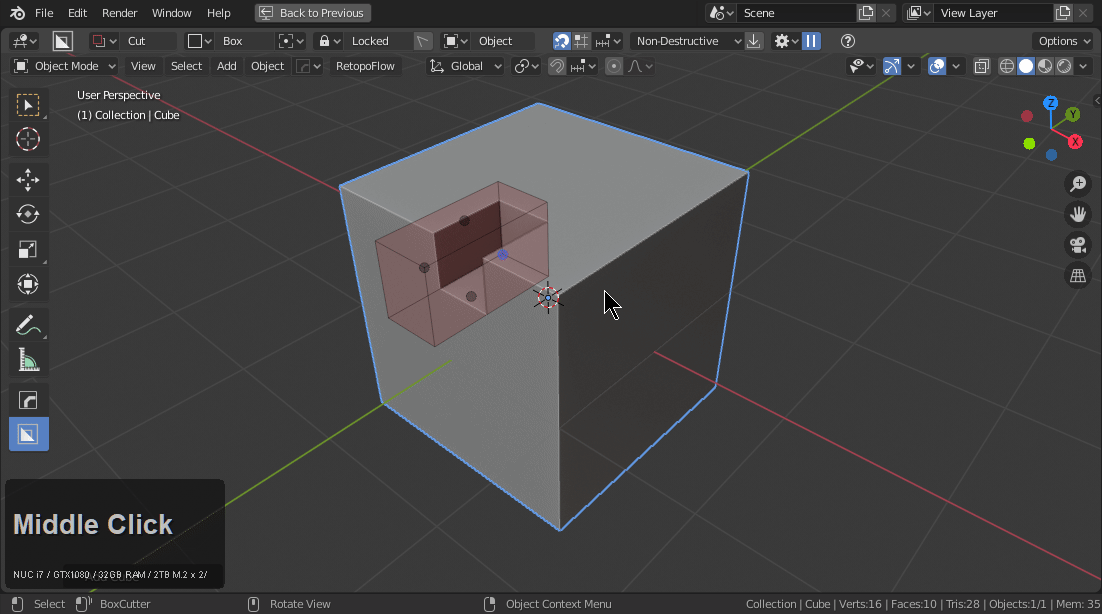 File Edit Render Window Help Back to Previous Scene View Layer
Cut Box Locked Object Non-Destructive Options
Object Mode View Select Add Object RetopoFlow Global
User Perspective
(1) Collection | Cube
Z
Y
X
Middle Click
NUC i7 / GTX1080 / 32GB RAM / 2TB M.2 x 2/
Select BoxCutter Rotate View Object Context Menu Collection | Cube | Verts:16 | Faces:10 | Tris:28 | Objects:1/1 | Mem: 35